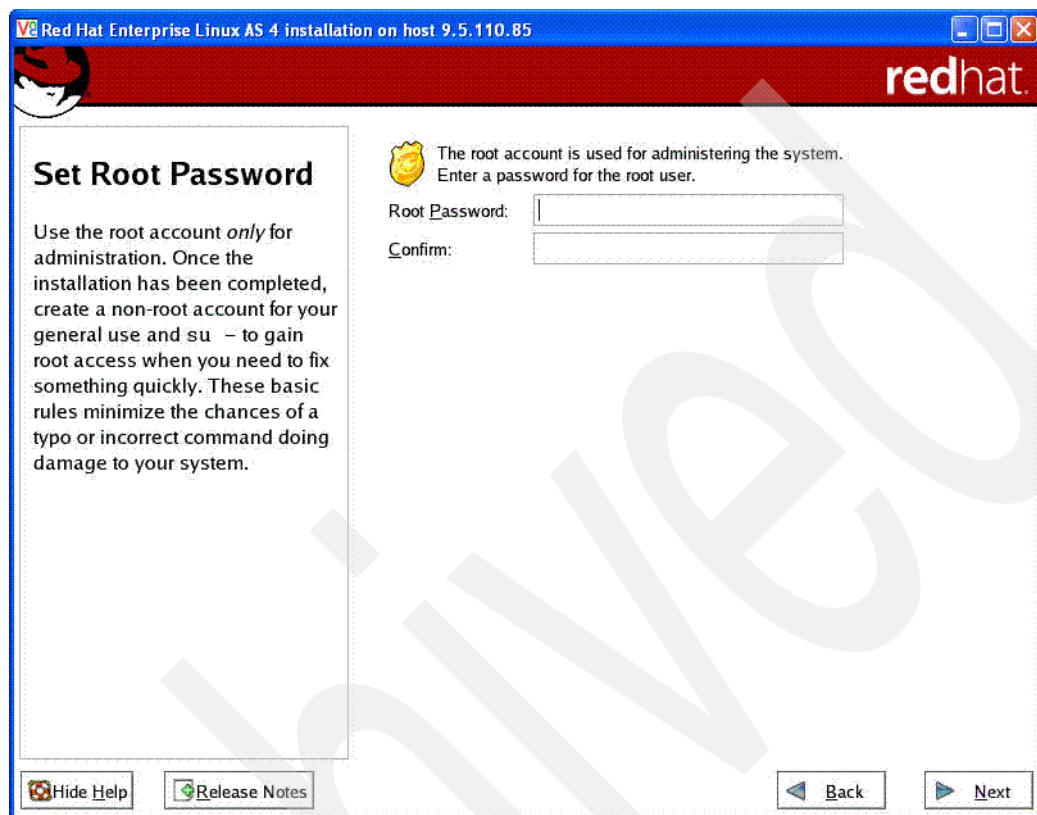 Red Hat Enterprise Linux AS 4 installation on host 9.5.110.85
redhat.
Set Root Password
Use the root account only for
administration. Once the
installation has been completed,
create a non-root account for your
general use and su - to gain
root access when you need to fix
something quickly. These basic
rules minimize the chances of a
typo or incorrect command doing
damage to your system.
The root account is used for administering the system.
Enter a password for the root user.
Root Password:
Confirm:
Hide Help
Release Notes
Back
Next